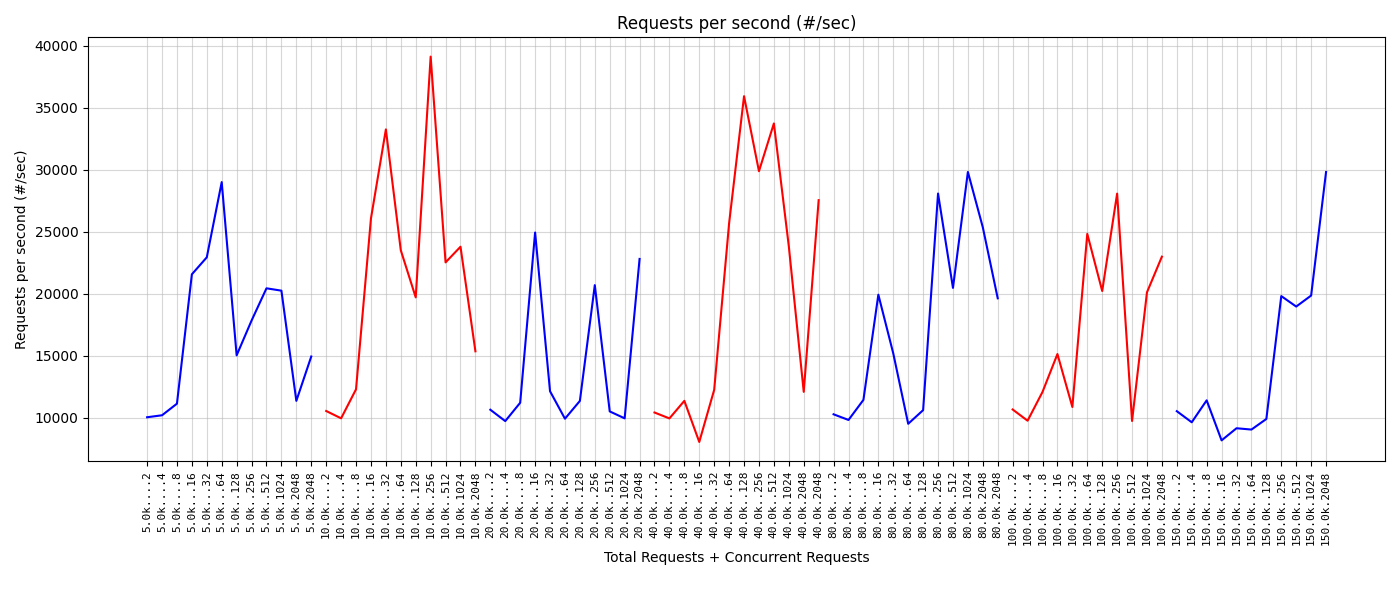 Requests per second (#/sec)
Requests per second (#/sec)
40000
35000
30000
25000
20000
15000
10000
5.0k....2
5.0k....4
5.0k....8
5.0k...16
5.0k...32
5.0k...64
5.0k..128
5.0k..256
5.0k..512
5.0k.1024
5.0k.2048
5.0k.2048
10.0k....2
10.0k....4
10.0k....8
10.0k...16
10.0k...32
10.0k...64
10.0k..128
10.0k..256
10.0k..512
10.0k.1024
10.0k.2048
20.0k....2
20.0k....4
20.0k....8
20.0k...16
20.0k...32
20.0k...64
20.0k..128
20.0k..256
20.0k..512
20.0k.1024
20.0k.2048
40.0k....2
40.0k....4
40.0k....8
40.0k...16
40.0k...32
40.0k...64
40.0k..128
40.0k..256
40.0k..512
40.0k.1024
40.0k.2048
40.0k.2048
80.0k....2
80.0k....4
80.0k....8
80.0k...16
80.0k...32
80.0k...64
80.0k..128
80.0k..256
80.0k..512
80.0k.1024
80.0k.2048
80.0k.2048
100.0k....2
100.0k....4
100.0k....8
100.0k...16
100.0k...32
100.0k...64
100.0k..128
100.0k..256
100.0k..512
100.0k.1024
100.0k.2048
150.0k....2
150.0k....4
150.0k....8
150.0k...16
150.0k...32
150.0k...64
150.0k..128
150.0k..256
150.0k..512
150.0k.1024
150.0k.2048
Total Requests + Concurrent Requests